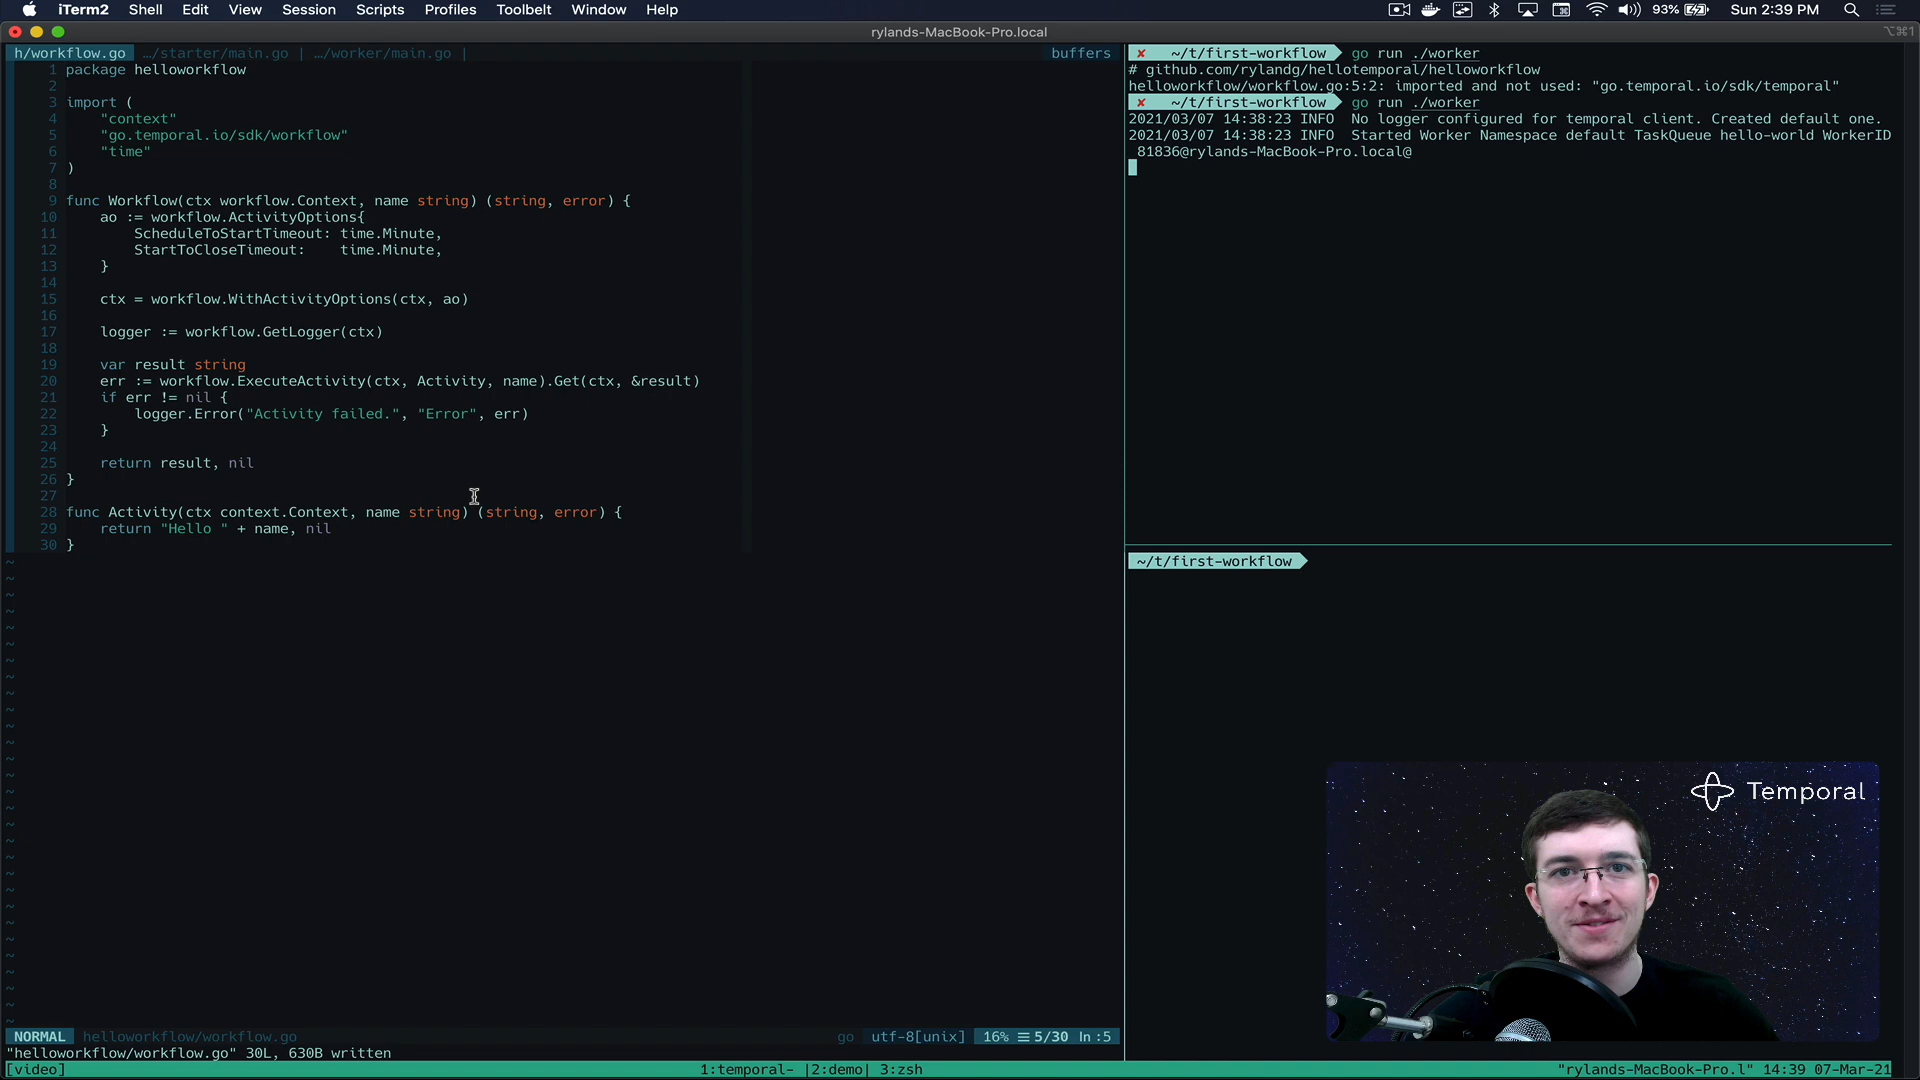 iTerm2 Shell Edit View Session Scripts Profiles Toolbelt Window Help 93% Sun 2:39 PM
rylands-MacBook-Pro.local ⌥⌘1
h/workflow.go …/starter/main.go | …/worker/main.go | buffers
1 package helloworkflow
2
3 import (
4 "context"
5 "go.temporal.io/sdk/workflow"
6 "time"
7 )
8
9 func Workflow(ctx workflow.Context, name string) (string, error) {
10 ao := workflow.ActivityOptions{
11 ScheduleToStartTimeout: time.Minute,
12 StartToCloseTimeout: time.Minute,
13 }
14
15 ctx = workflow.WithActivityOptions(ctx, ao)
16
17 logger := workflow.GetLogger(ctx)
18
19 var result string
20 err := workflow.ExecuteActivity(ctx, Activity, name).Get(ctx, &result)
21 if err != nil {
22 logger.Error("Activity failed.", "Error", err)
23 }
24
25 return result, nil
26 }
27
28 func Activity(ctx context.Context, name string) (string, error) {
29 return "Hello " + name, nil
30 }
NORMAL helloworkflow/workflow.go go utf-8[unix] 16% ☰ 5/30 ln :5
"helloworkflow/workflow.go" 30L, 630B written
✘ ~/t/first-workflow go run ./worker
# github.com/rylandg/hellotemporal/helloworkflow
helloworkflow/workflow.go:5:2: imported and not used: "go.temporal.io/sdk/temporal"
✘ ~/t/first-workflow go run ./worker
2021/03/07 14:38:23 INFO No logger configured for temporal client. Created default one.
2021/03/07 14:38:23 INFO Started Worker Namespace default TaskQueue hello-world WorkerID
81836@rylands-MacBook-Pro.local@
~/t/first-workflow
Temporal
[video] 1:temporal- |2:demo| 3:zsh "rylands-MacBook-Pro.l" 14:39 07-Mar-21